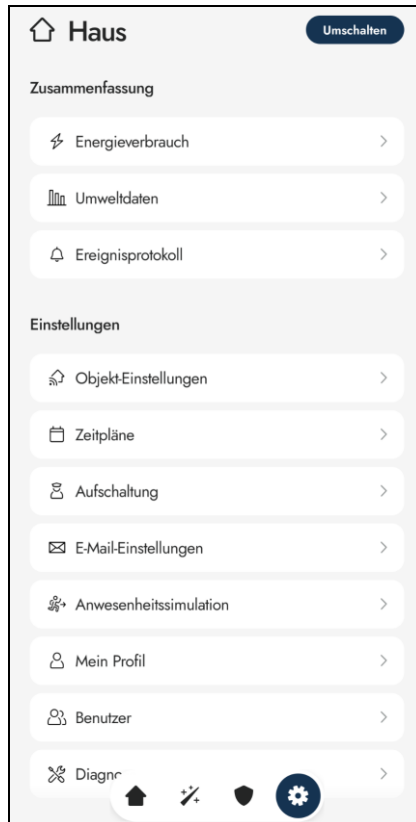 Haus
Umschalten
Zusammenfassung
Energieverbrauch
Umweltdaten
Ereignisprotokoll
Einstellungen
Objekt-Einstellungen
Zeitpläne
Aufschaltung
E-Mail-Einstellungen
Anwesenheitssimulation
Mein Profil
Benutzer